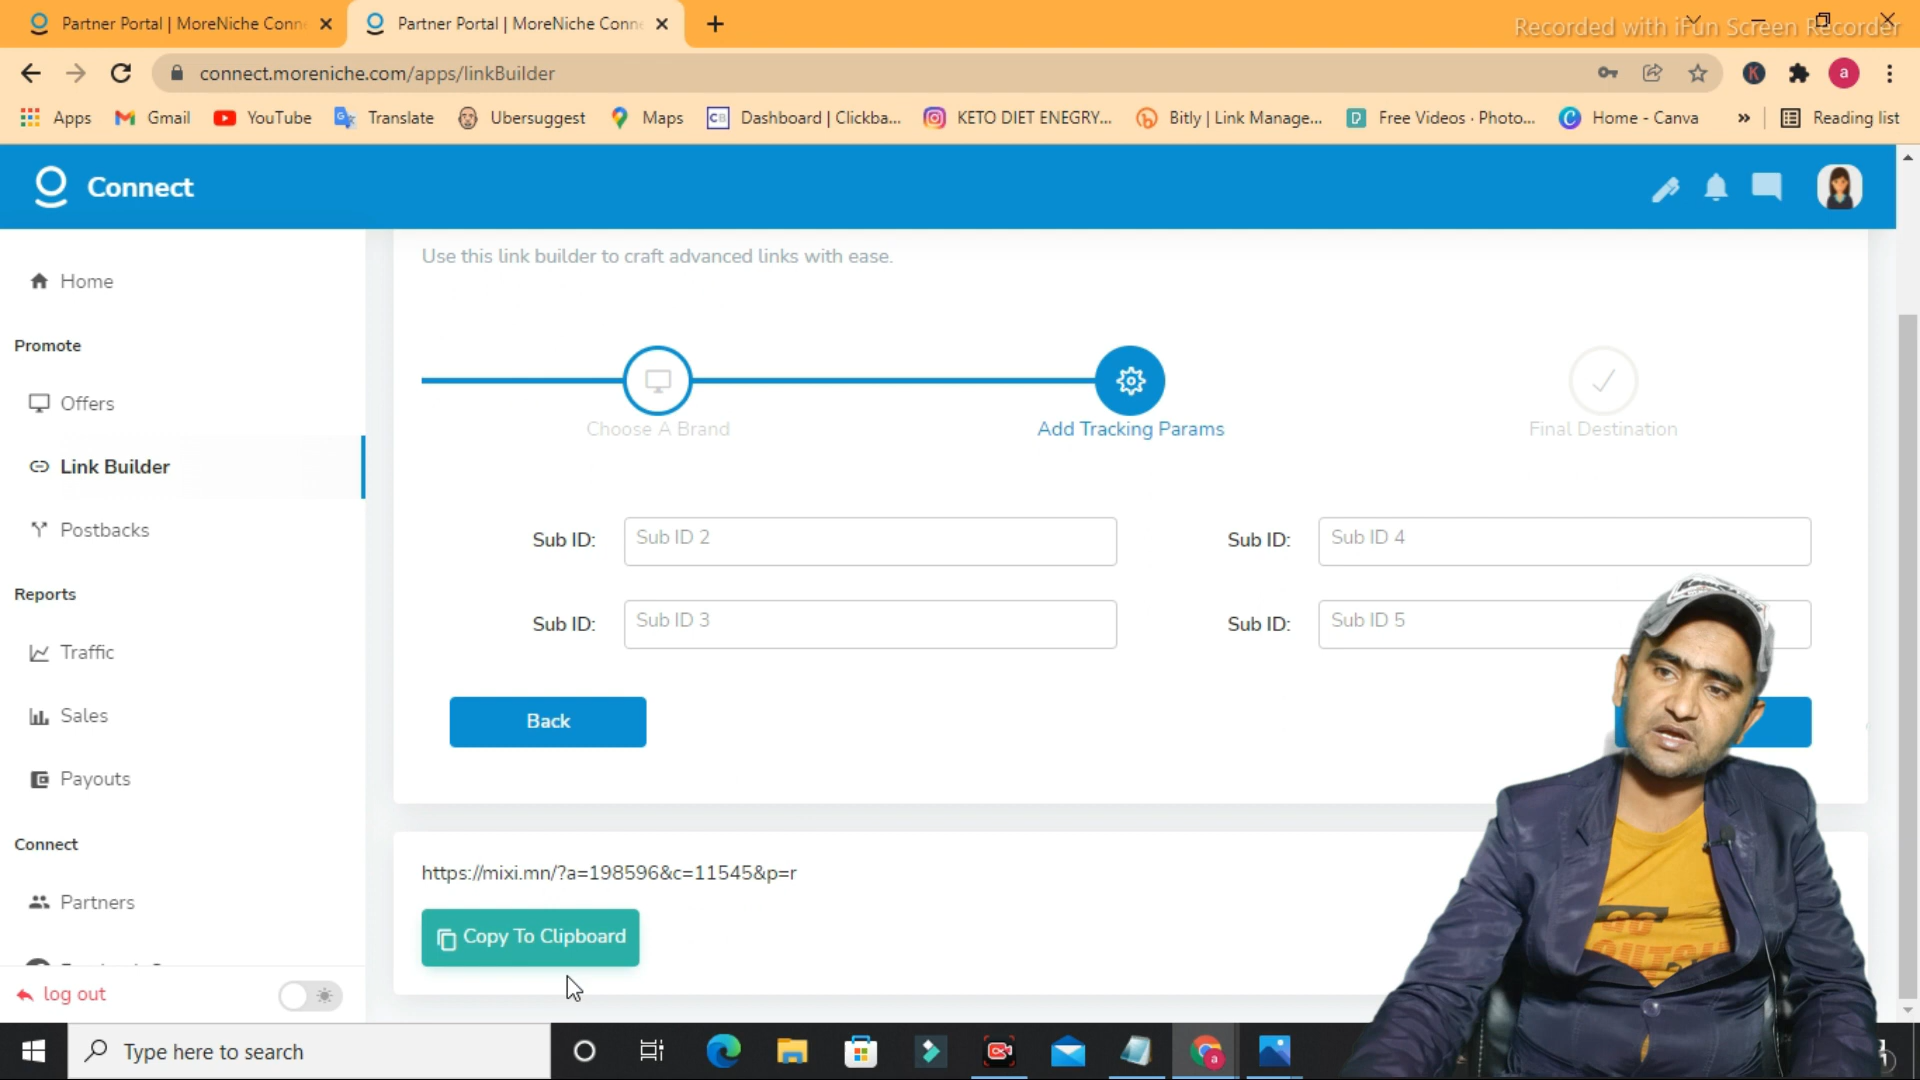 Partner Portal | MoreNiche Conn
Partner Portal | MoreNiche Conn
Recorded with iFun Screen Recorder
connect.moreniche.com/apps/linkBuilder
K
a
Apps
Gmail
YouTube
Translate
Ubersuggest
Maps
CB
Dashboard | Clickba...
KETO DIET ENEGRY...
Bitly | Link Manage...
Free Videos · Photo...
Home - Canva
»
Reading list
Connect
Home
Promote
Offers
Link Builder
Postbacks
Reports
Traffic
Sales
Payouts
Connect
Partners
log out
Use this link builder to craft advanced links with ease.
Choose A Brand
Add Tracking Params
Final Destination
Sub ID:
Sub ID 2
Sub ID:
Sub ID 4
Sub ID:
Sub ID 3
Sub ID:
Sub ID 5
Back
https://mixi.mn/?a=198596&c=11545&p=r
Copy To Clipboard
Type here to search